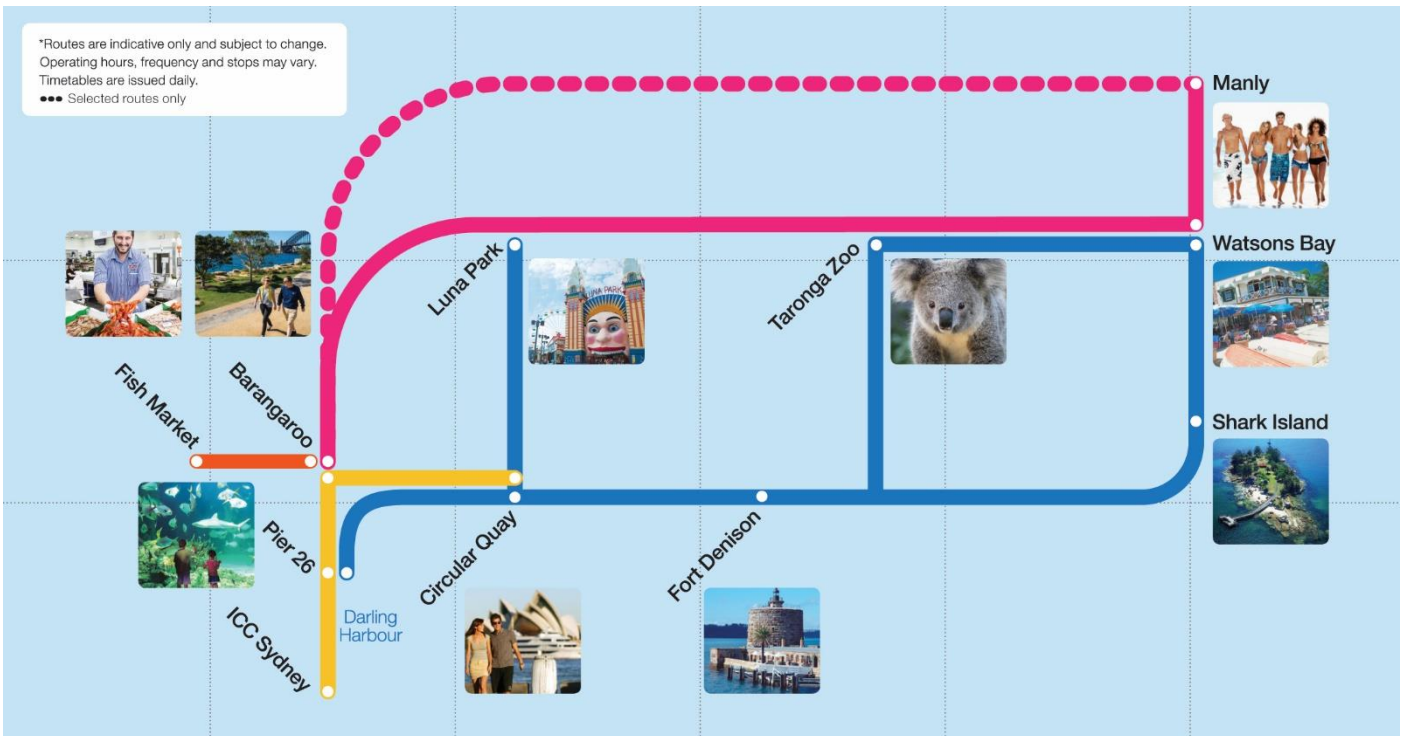 *Routes are indicative only and subject to change.
Operating hours, frequency and stops may vary.
Timetables are issued daily.
●●● Selected routes only
Manly
Luna Park
Taronga Zoo
Watsons Bay
Fish Market
Barangaroo
Shark Island
Pier 26
Circular Quay
Fort Denison
ICC Sydney
Darling
Harbour
LUNA PARK